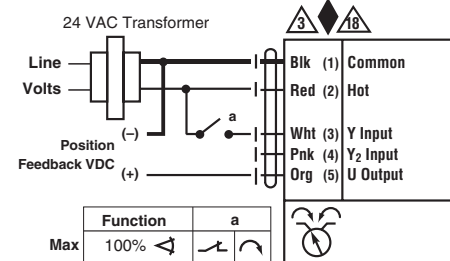 24 VAC Transformer
3 18
Line
Volts
Blk (1) Common
Red (2) Hot
a
Wht (3) Y Input
Pnk (4) Y₂ Input
Org (5) U Output
Position (–)
Feedback VDC (+)
Function a
Max 100%